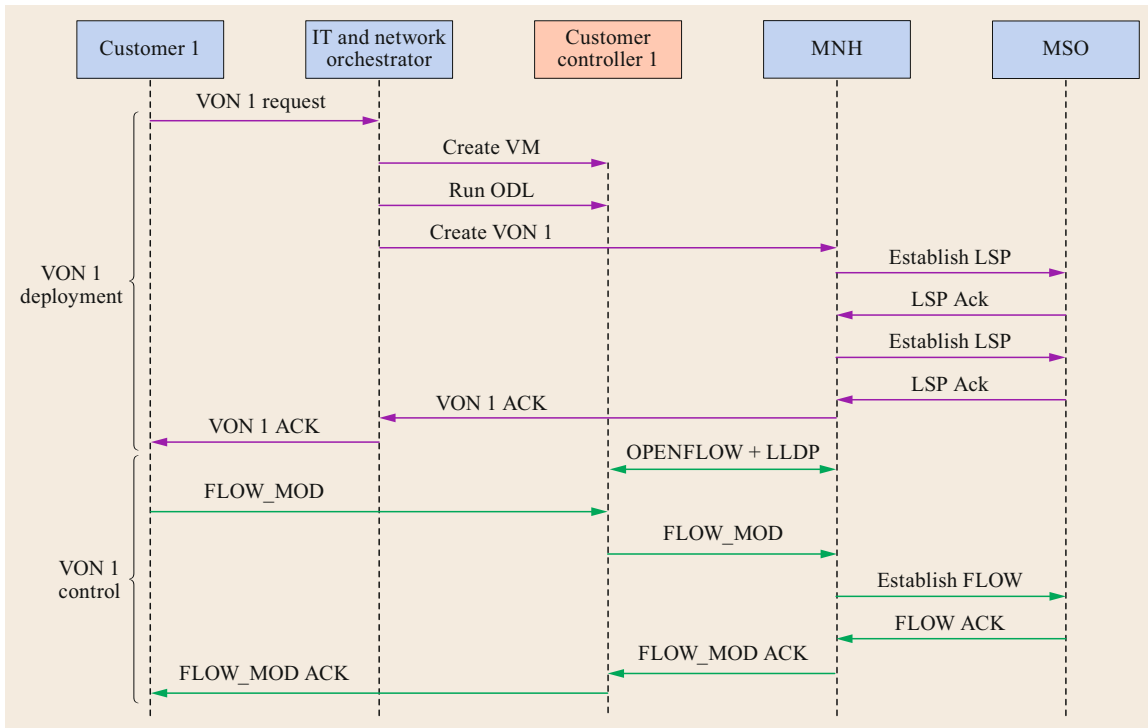 Customer 1
IT and network
orchestrator
Customer
controller 1
MNH
MSO
VON 1 request
Create VM
Run ODL
Create VON 1
Establish LSP
VON 1
deployment
LSP Ack
Establish LSP
LSP Ack
VON 1 ACK
VON 1 ACK
OPENFLOW + LLDP
FLOW_MOD
FLOW_MOD
VON 1
control
Establish FLOW
FLOW ACK
FLOW_MOD ACK
FLOW_MOD ACK